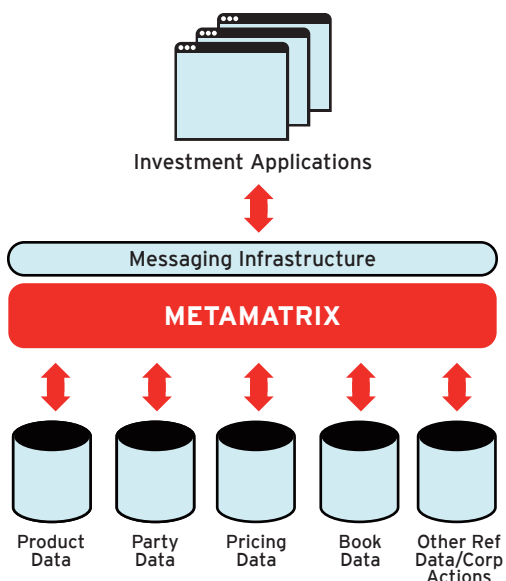 Investment Applications
Messaging Infrastructure
METAMATRIX
Product
Data
Party
Data
Pricing
Data
Book
Data
Other Ref
Data/Corp
Actions